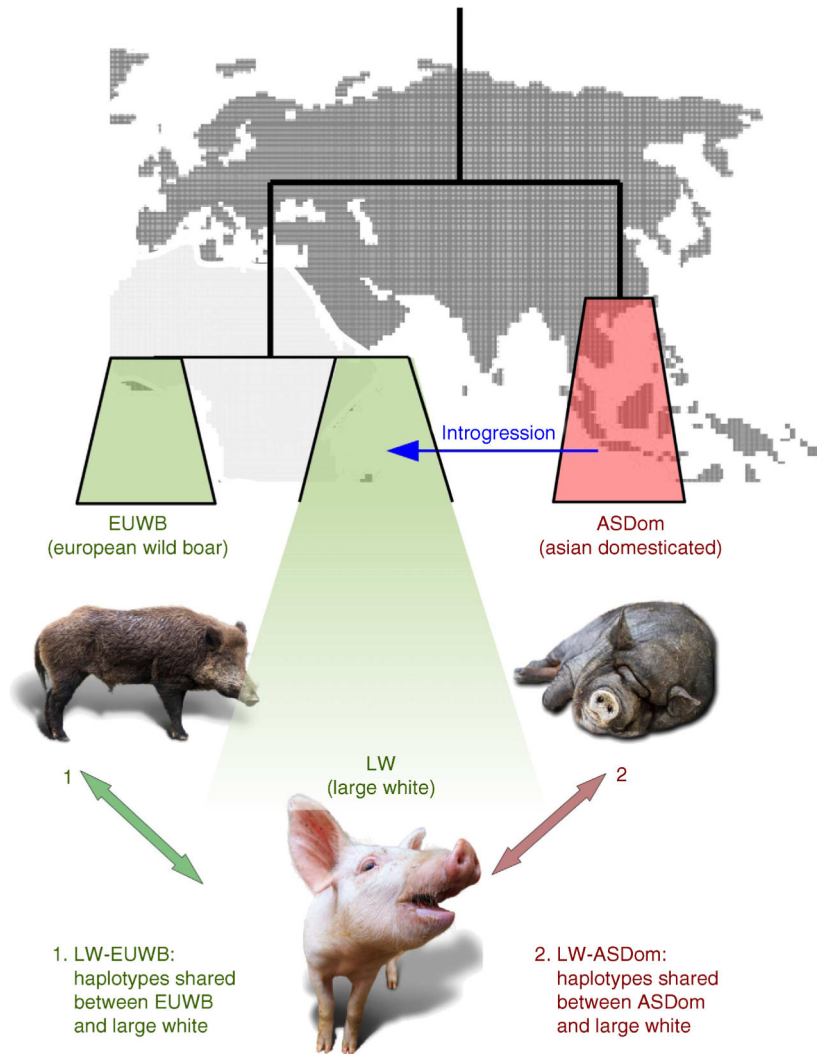 Introgression
EUWB
(european wild boar)
ASDom
(asian domesticated)
LW
(large white)
1
2
1. LW-EUWB:
haplotypes shared
between EUWB
and large white
2. LW-ASDom:
haplotypes shared
between ASDom
and large white